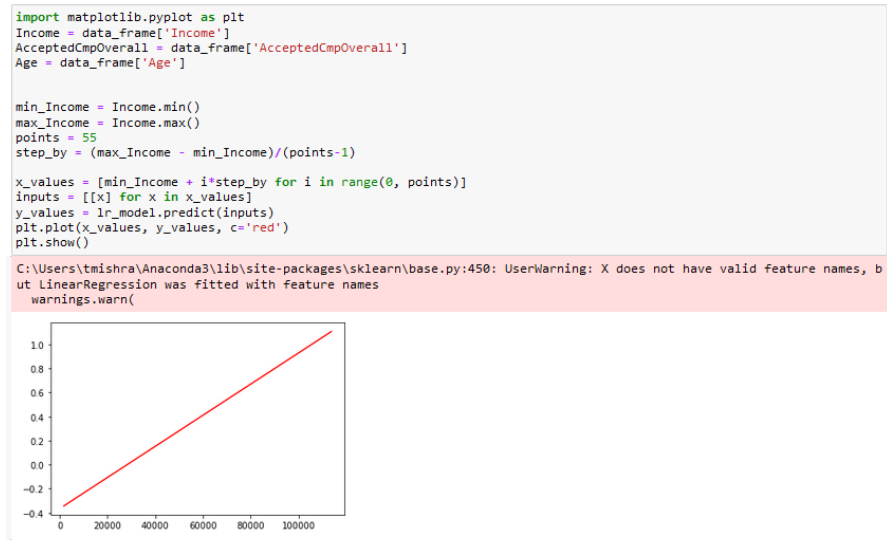 import matplotlib.pyplot as plt
Income = data_frame['Income']
AcceptedCmpOverall = data_frame['AcceptedCmpOverall']
Age = data_frame['Age']
min_Income = Income.min()
max_Income = Income.max()
points = 55
step_by = (max_Income - min_Income)/(points-1)
x_values = [min_Income + i*step_by for i in range(0, points)]
inputs = [[x] for x in x_values]
y_values = lr_model.predict(inputs)
plt.plot(x_values, y_values, c='red')
plt.show()
C:\Users\tmishra\Anaconda3\lib\site-packages\sklearn\base.py:450: UserWarning: X does not have valid feature names, b
ut LinearRegression was fitted with feature names
  warnings.warn(
1.0
0.8
0.6
0.4
0.2
0.0
−0.2
−0.4
0 20000 40000 60000 80000 100000